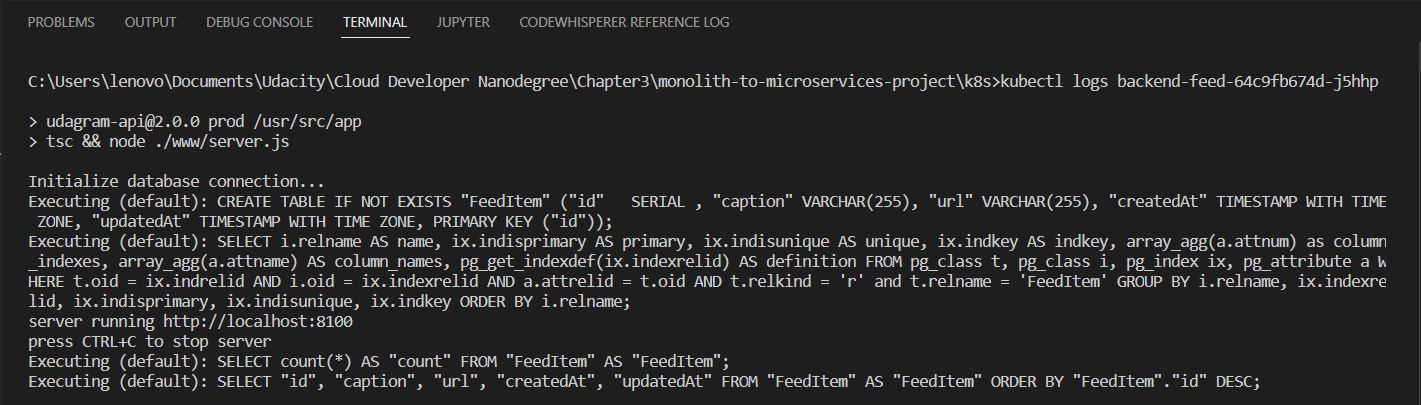 PROBLEMS OUTPUT DEBUG CONSOLE TERMINAL JUPYTER CODEWHISPERER REFERENCE LOG
C:\Users\lenovo\Documents\Udacity\Cloud Developer Nanodegree\Chapter3\monolith-to-microservices-project\k8s>kubectl logs backend-feed-64c9fb674d-j5hhp
> udagram-api@2.0.0 prod /usr/src/app
> tsc && node ./www/server.js
Initialize database connection...
Executing (default): CREATE TABLE IF NOT EXISTS "FeedItem" ("id"   SERIAL , "caption" VARCHAR(255), "url" VARCHAR(255), "createdAt" TIMESTAMP WITH TIME
 ZONE, "updatedAt" TIMESTAMP WITH TIME ZONE, PRIMARY KEY ("id"));
Executing (default): SELECT i.relname AS name, ix.indisprimary AS primary, ix.indisunique AS unique, ix.indkey AS indkey, array_agg(a.attnum) as column
_indexes, array_agg(a.attname) AS column_names, pg_get_indexdef(ix.indexrelid) AS definition FROM pg_class t, pg_class i, pg_index ix, pg_attribute a W
HERE t.oid = ix.indrelid AND i.oid = ix.indexrelid AND a.attrelid = t.oid AND t.relkind = 'r' and t.relname = 'FeedItem' GROUP BY i.relname, ix.indexre
lid, ix.indisprimary, ix.indisunique, ix.indkey ORDER BY i.relname;
server running http://localhost:8100
press CTRL+C to stop server
Executing (default): SELECT count(*) AS "count" FROM "FeedItem" AS "FeedItem";
Executing (default): SELECT "id", "caption", "url", "createdAt", "updatedAt" FROM "FeedItem" AS "FeedItem" ORDER BY "FeedItem"."id" DESC;